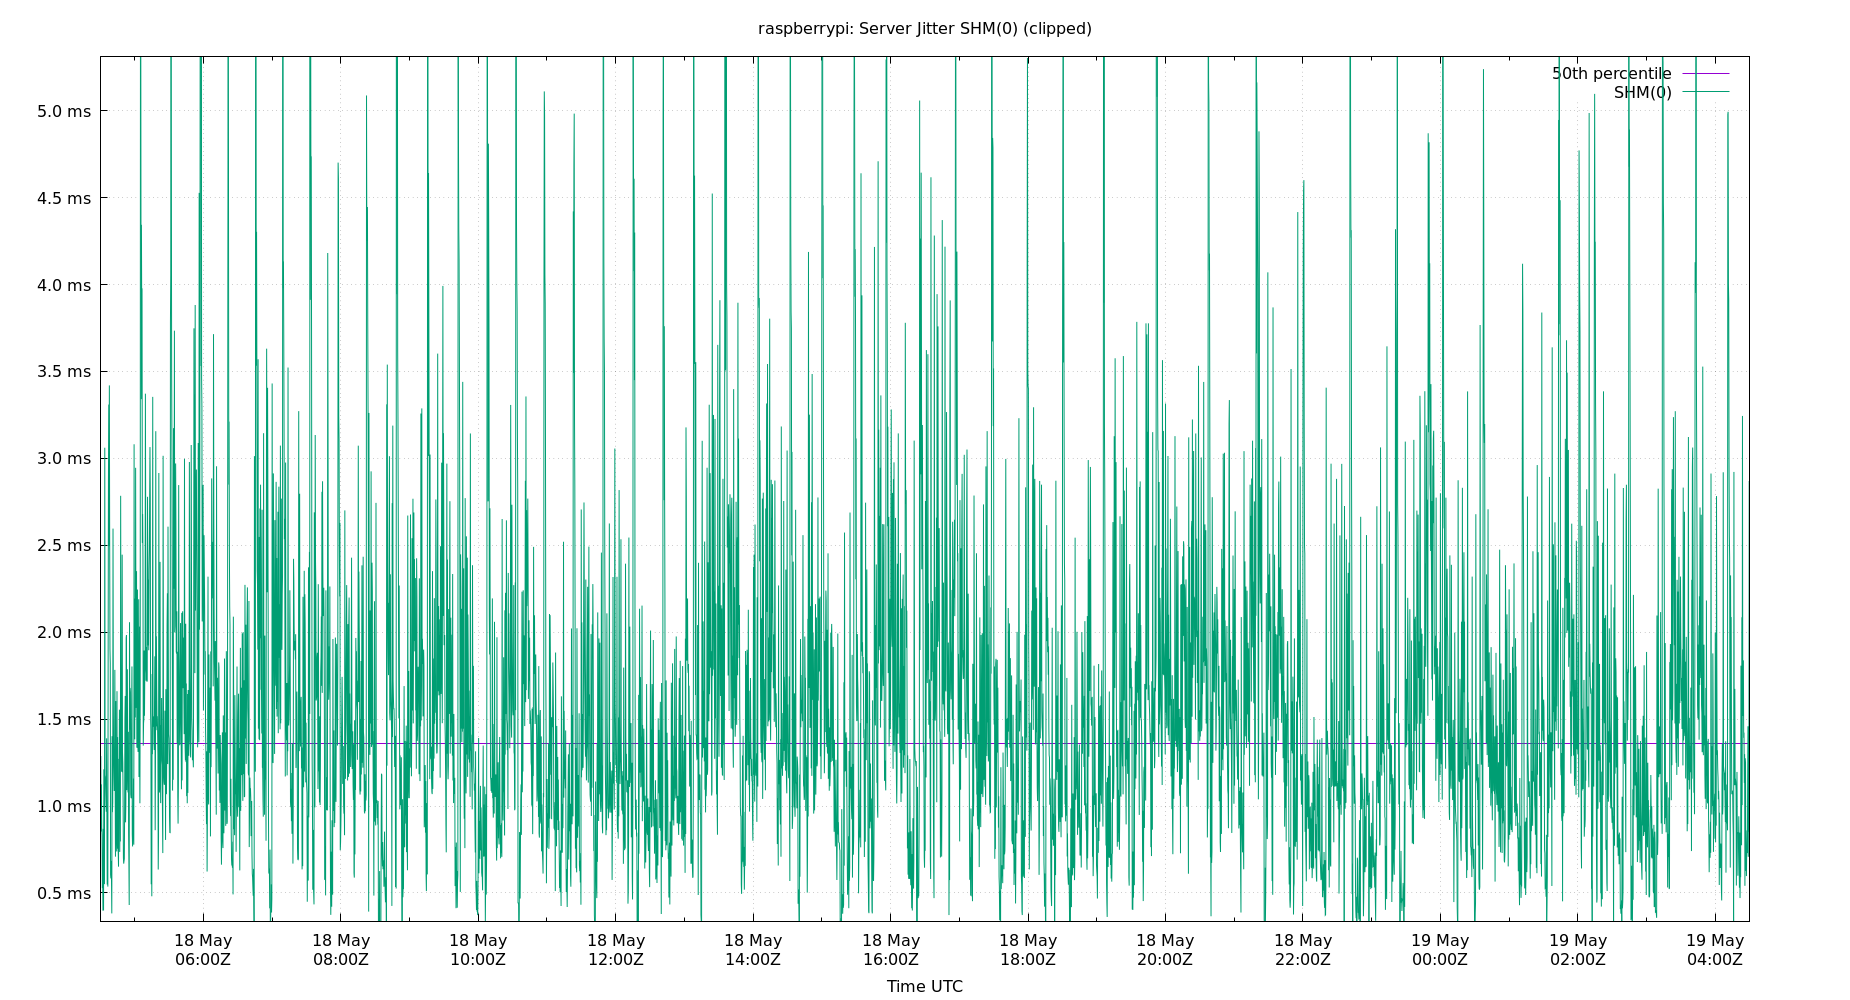 raspberrypi: Server Jitter SHM(0) (clipped)
50th percentile
SHM(0)
5.0 ms
4.5 ms
4.0 ms
3.5 ms
3.0 ms
2.5 ms
2.0 ms
1.5 ms
1.0 ms
0.5 ms
18 May 18 May 18 May 18 May 18 May 18 May 18 May 18 May 18 May 19 May 19 May 19 May
06:00Z 08:00Z 10:00Z 12:00Z 14:00Z 16:00Z 18:00Z 20:00Z 22:00Z 00:00Z 02:00Z 04:00Z
Time UTC